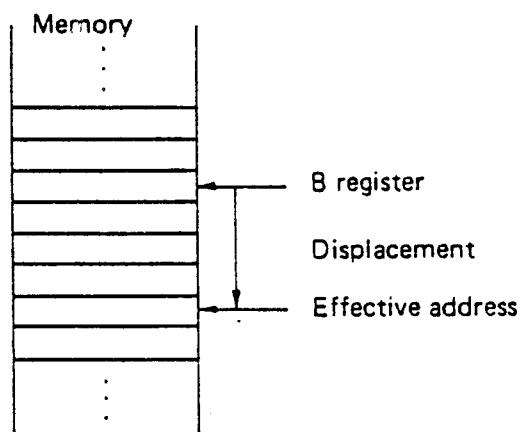 Memory
B register
Displacement
Effective address